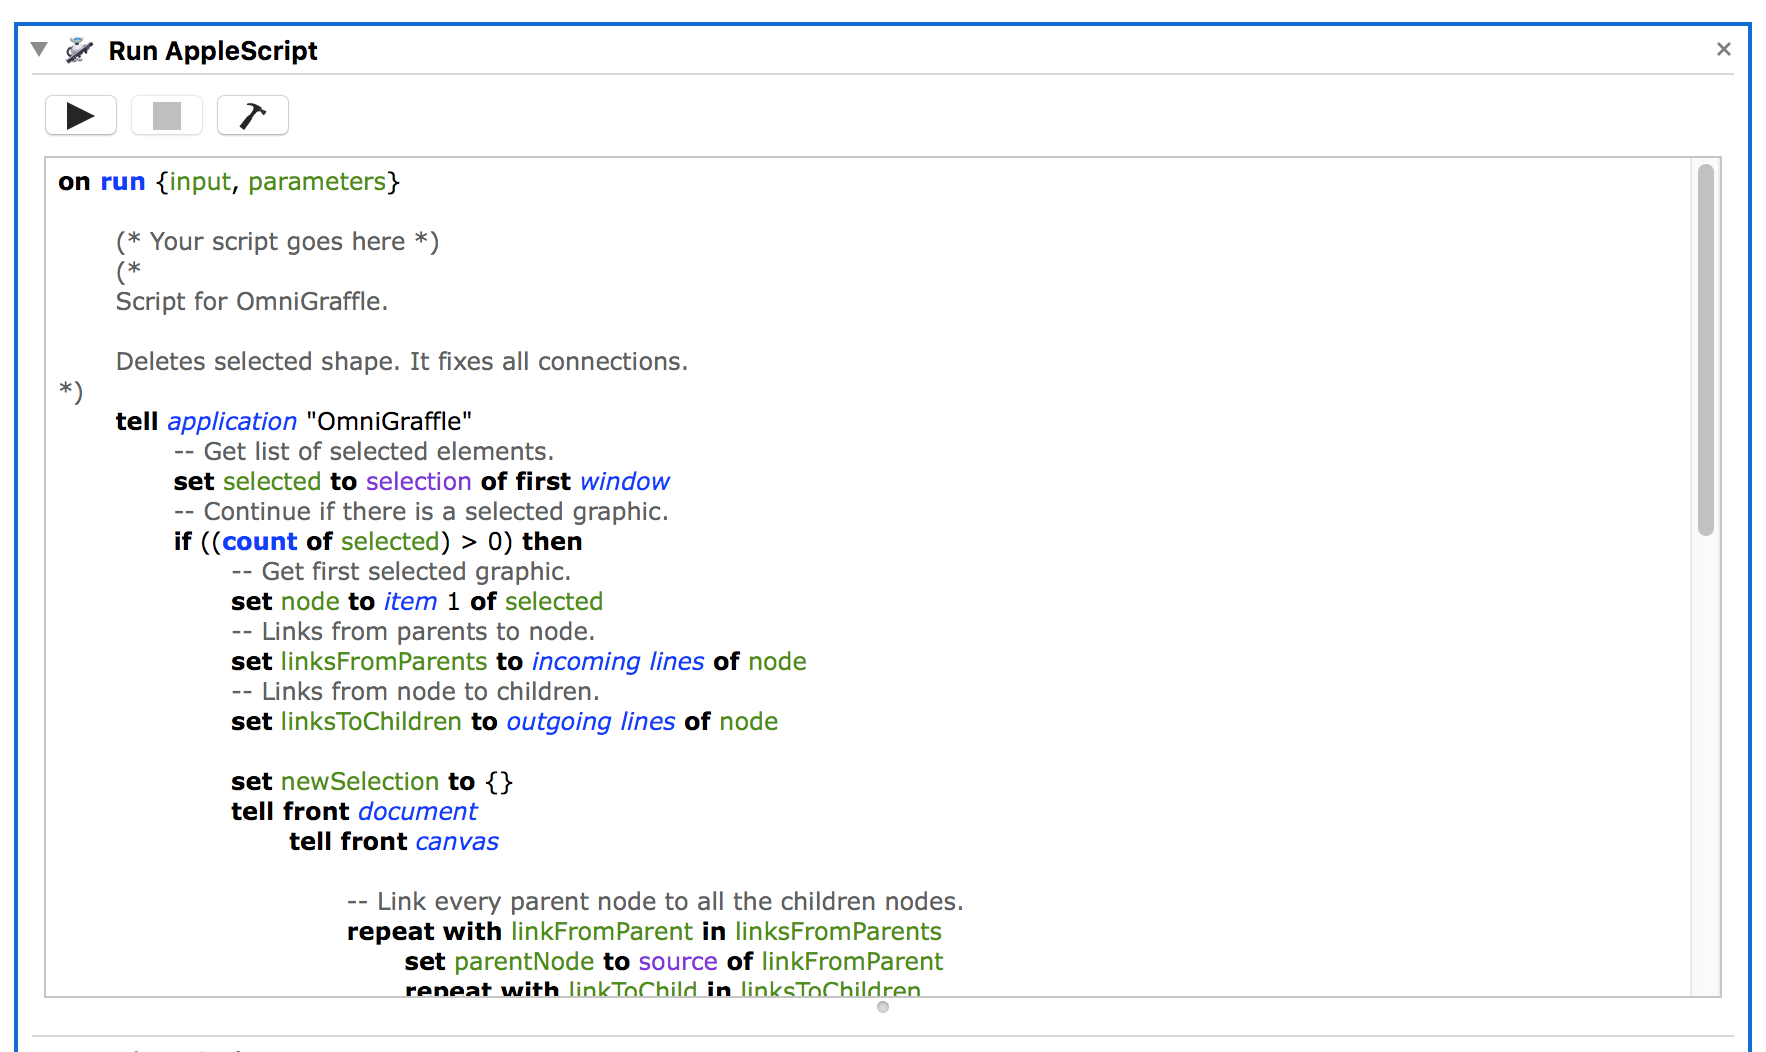 Run AppleScript
on run {input, parameters}
(* Your script goes here *)
(*
Script for OmniGraffle.
Deletes selected shape. It fixes all connections.
*)
tell application "OmniGraffle"
-- Get list of selected elements.
set selected to selection of first window
-- Continue if there is a selected graphic.
if ((count of selected) > 0) then
-- Get first selected graphic.
set node to item 1 of selected
-- Links from parents to node.
set linksFromParents to incoming lines of node
-- Links from node to children.
set linksToChildren to outgoing lines of node
set newSelection to {}
tell front document
tell front canvas
-- Link every parent node to all the children nodes.
repeat with linkFromParent in linksFromParents
set parentNode to source of linkFromParent
repeat with linkToChild in linksToChildren